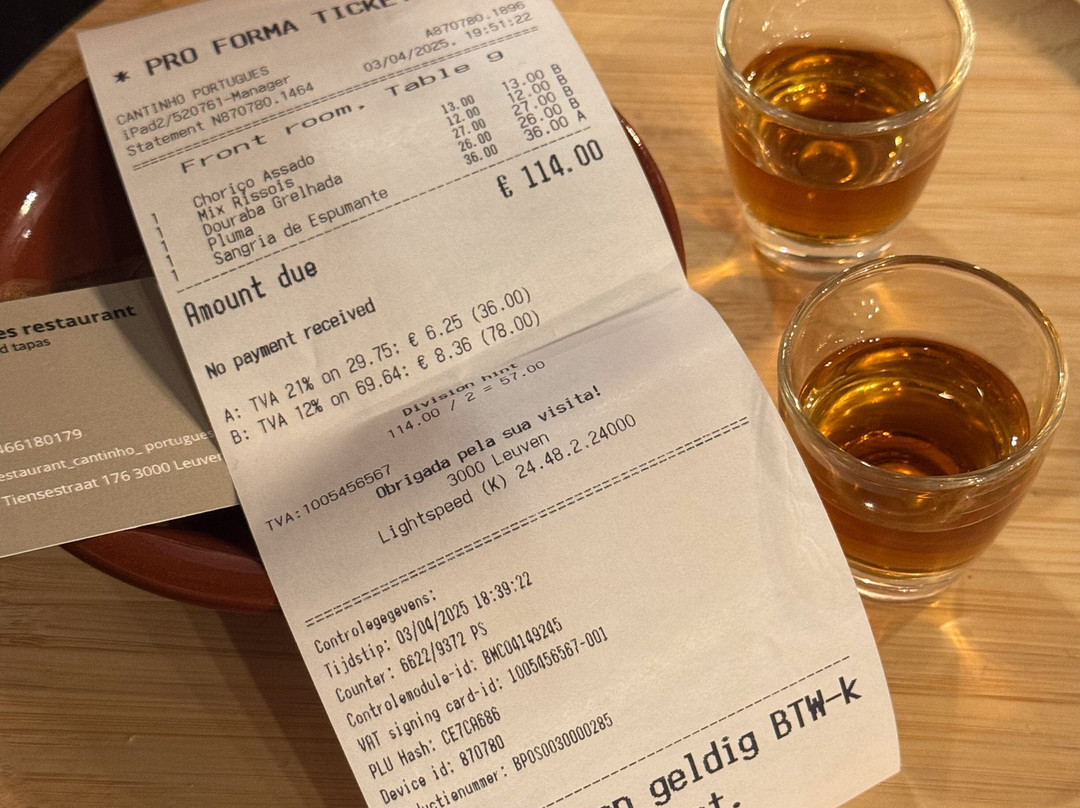 * PRO FORMA TICKE
CANTINHO PORTUGUES A870780.1896
iPad2/520761-Manager 03/04/2025, 19:51:22
Statement N870780.1464
Front room, Table 9
1 Choriço Assado 13.00 13.00 B
1 Mix Rissois 12.00 12.00 B
1 Douraba Grelhada 27.00 27.00 B
1 Pluma 26.00 26.00 B
1 Sangria de Espumante 36.00 36.00 A
Amount due € 114.00
No payment received
A: TVA 21% on 29.75: € 6.25 (36.00)
B: TVA 12% on 69.64: € 8.36 (78.00)
Division hint
114.00 / 2 = 57.00
TVA:1005456567
Obrigada pela sua visita!
3000 Leuven
Lightspeed (K) 24.48.2.24000
Controlegegevens:
Tijdstip: 03/04/2025 18:39:22
Counter: 6622/9372 PS
Controlemodule-id: BMC04149245
VAT signing card-id: 1005456567-001
PLU Hash: CE7CA686
Device id: 870780
uctienummer: BPOS0030000285
en geldig BTW-k
t.
es restaurant
d tapas
466180179
estaurant_cantinho_portugues
Tiensestraat 176 3000 Leuven